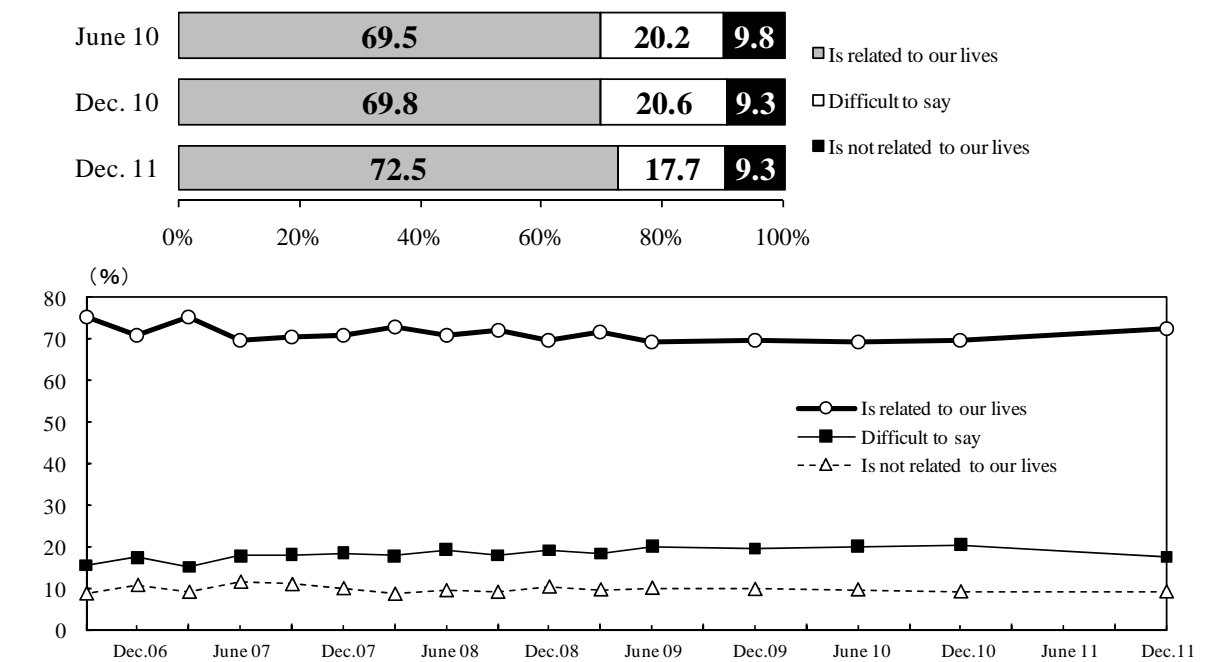 June 10 69.5 20.2 9.8
Dec. 10 69.8 20.6 9.3
Dec. 11 72.5 17.7 9.3
Is related to our lives
Difficult to say
Is not related to our lives
0% 20% 40% 60% 80% 100%
（%）
80
70
60
50
40
30
20
10
0
Is related to our lives
Difficult to say
Is not related to our lives
Dec.06 June 07 Dec.07 June 08 Dec.08 June 09 Dec.09 June 10 Dec.10 June 11 Dec.11